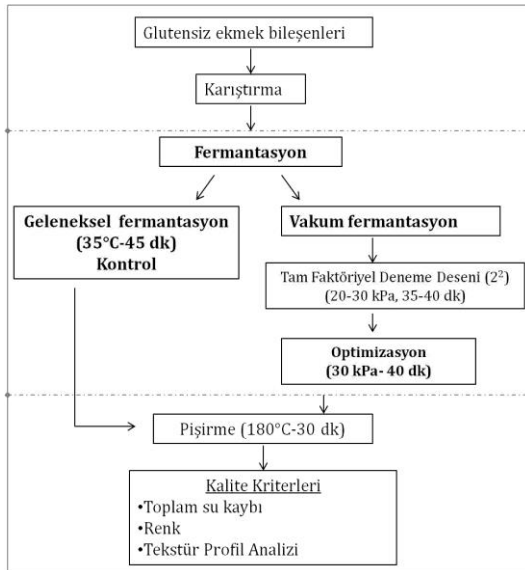 Glutensiz ekmek bileşenleri
Karıştırma
Fermantasyon
Geleneksel fermantasyon
(35°C-45 dk)
Kontrol
Vakum fermantasyon
Tam Faktöriyel Deneme Deseni (2²)
(20-30 kPa, 35-40 dk)
Optimizasyon
(30 kPa- 40 dk)
Pişirme (180°C-30 dk)
Kalite Kriterleri
•Toplam su kaybı
•Renk
•Tekstür Profil Analizi